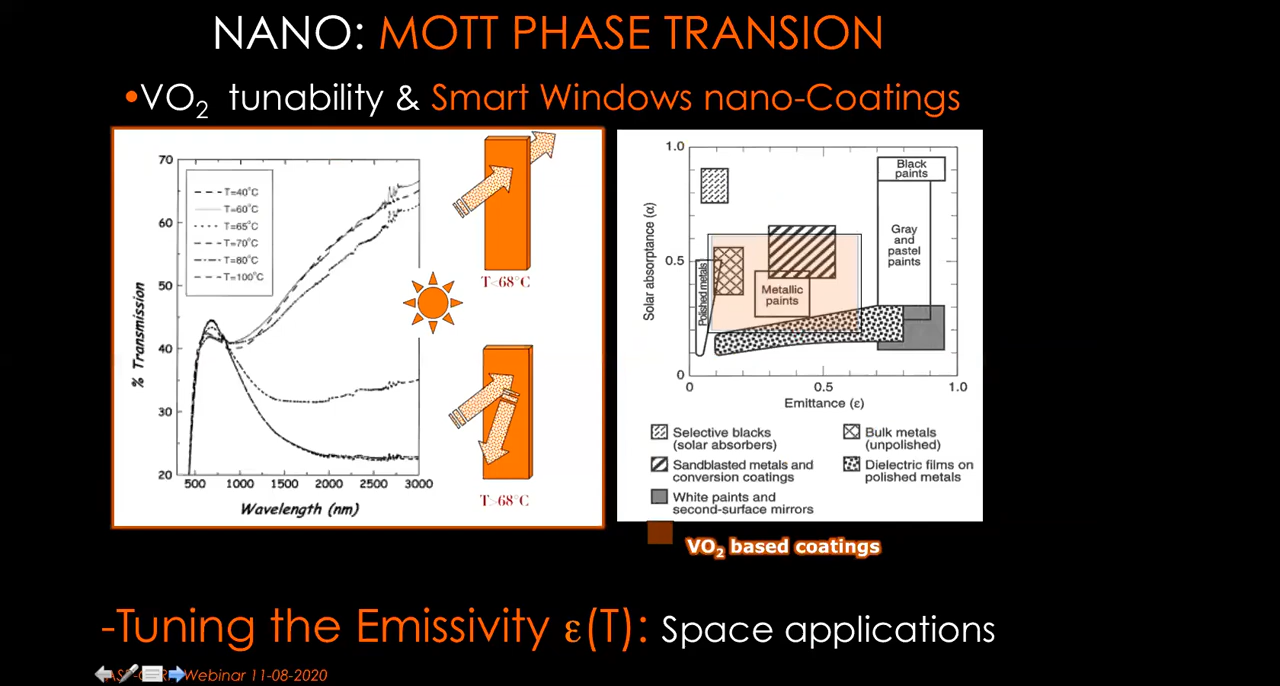 NANO: MOTT PHASE TRANSION
•VO₂ tunability & Smart Windows nano-Coatings
70
60
50
40
30
20
% Transmission
T=40°C
T=60°C
T=65°C
T=70°C
T=80°C
T=100°C
500 1000 1500 2000 2500 3000
Wavelength (nm)
T<68°C
T>68°C
1.0
0.5
0
Solar absorptance (α)
Black
paints
Gray
and
pastel
paints
Polished metals
Metallic
paints
0 0.5 1.0
Emittance (ε)
Selective blacks
(solar absorbers)
Bulk metals
(unpolished)
Sandblasted metals and
conversion coatings
Dielectric films on
polished metals
White paints and
second-surface mirrors
VO₂ based coatings
-Tuning the Emissivity ε(T): Space applications
Webinar 11-08-2020